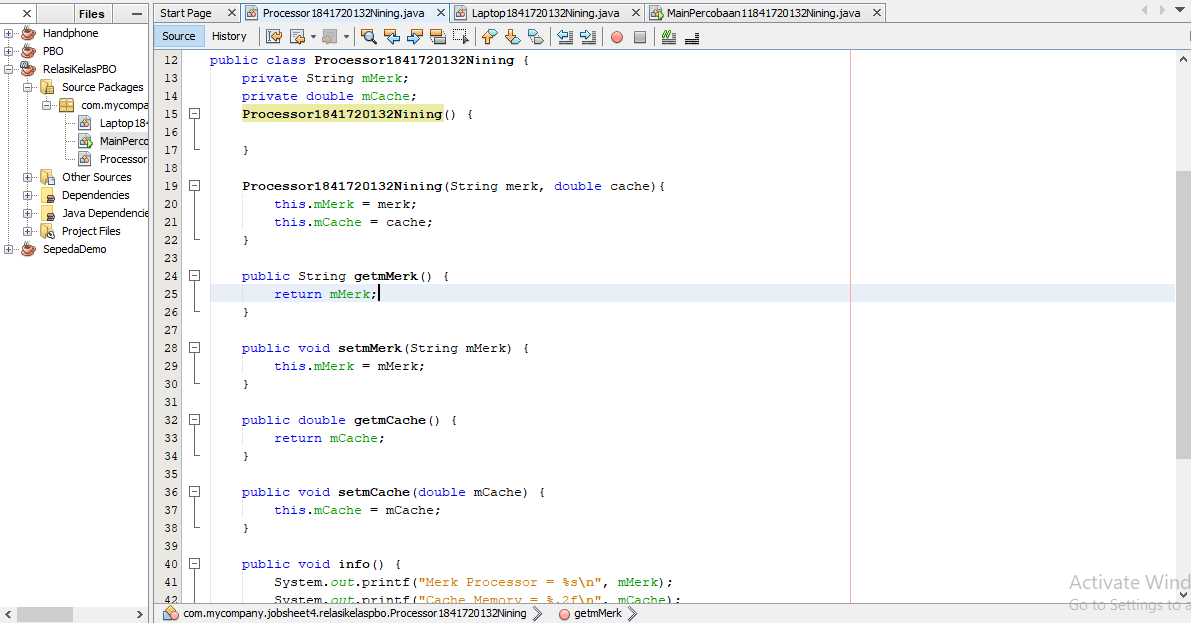 Files
Start Page
Processor1841720132Nining.java
Laptop1841720132Nining.java
MainPercobaan11841720132Nining.java
Source History
Handphone
PBO
RelasiKelasPBO
Source Packages
com.mycompa
Laptop184
MainPerco
Processor
Other Sources
Dependencies
Java Dependencie
Project Files
SepedaDemo
12 public class Processor1841720132Nining {
13 private String mMerk;
14 private double mCache;
15 Processor1841720132Nining() {
16
17 }
18
19 Processor1841720132Nining(String merk, double cache){
20 this.mMerk = merk;
21 this.mCache = cache;
22 }
23
24 public String getmMerk() {
25 return mMerk;
26 }
27
28 public void setmMerk(String mMerk) {
29 this.mMerk = mMerk;
30 }
31
32 public double getmCache() {
33 return mCache;
34 }
35
36 public void setmCache(double mCache) {
37 this.mCache = mCache;
38 }
39
40 public void info() {
41 System.out.printf("Merk Processor = %s\n", mMerk);
42 System.out.printf("Cache Memory = %.2f\n", mCache);
Activate Wind
Go to Settings to a
com.mycompany.jobsheet4.relasikelaspbo.Processor1841720132Nining
getmMerk